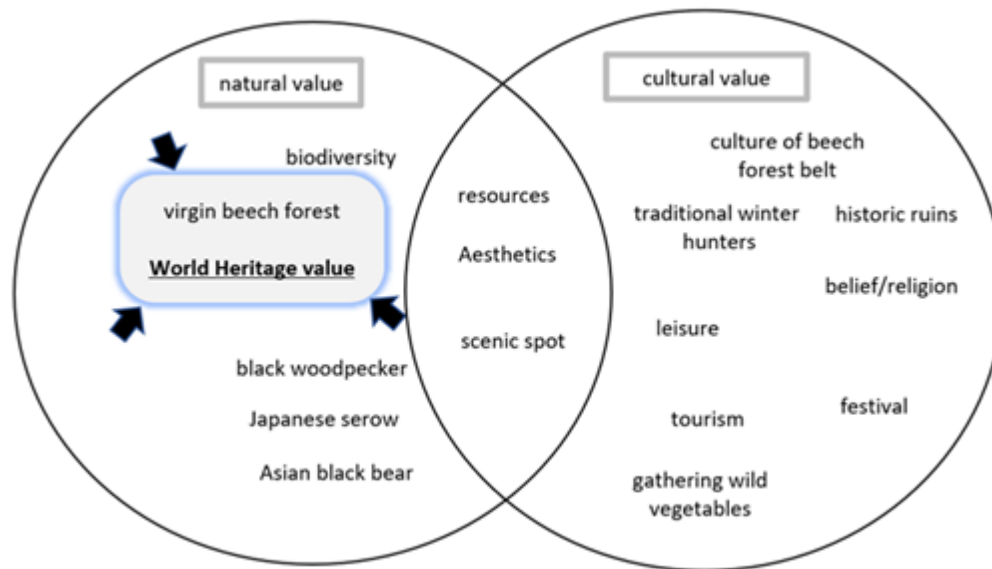 natural value
biodiversity
virgin beech forest
World Heritage value
black woodpecker
Japanese serow
Asian black bear
resources
Aesthetics
scenic spot
cultural value
culture of beech
forest belt
traditional winter
hunters
historic ruins
belief/religion
leisure
festival
tourism
gathering wild
vegetables